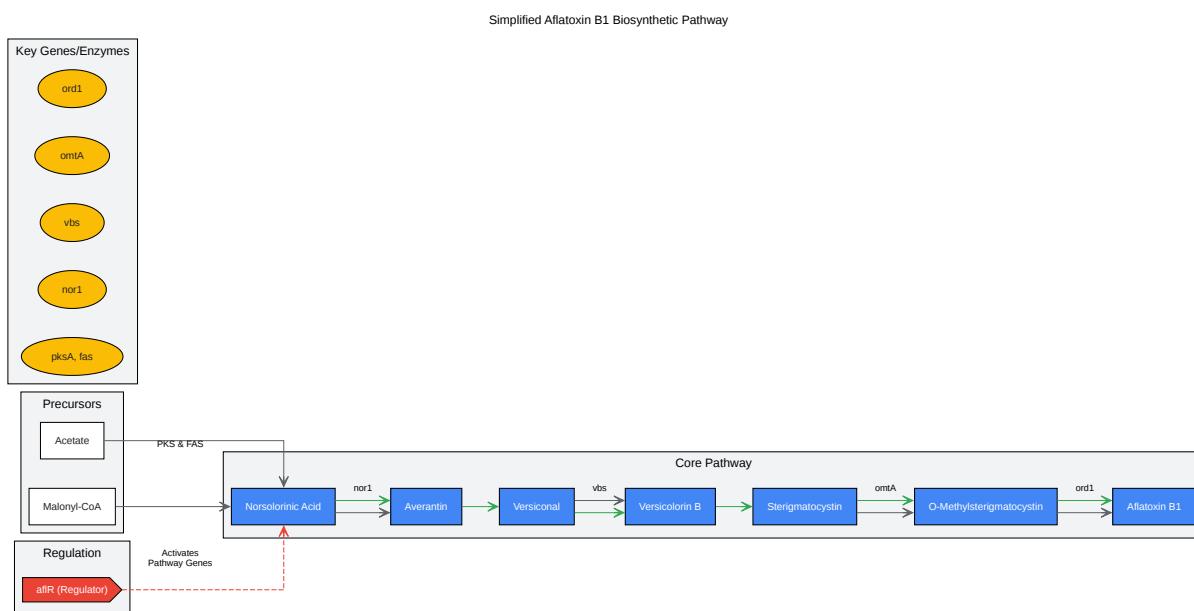 Simplified Aflatoxin B1 Biosynthetic Pathway
Key Genes/Enzymes
ord1
omtA
vbs
nor1
pksA, fas
Precursors
Acetate
PKS & FAS
Malonyl-CoA
Core Pathway
Norsolorinic Acid
nor1
Averantin
Versiconal
vbs
Versicolorin B
Sterigmatocystin
omtA
O-Methylsterigmatocystin
ord1
Aflatoxin B1
Regulation
aflR (Regulator)
Activates
Pathway Genes